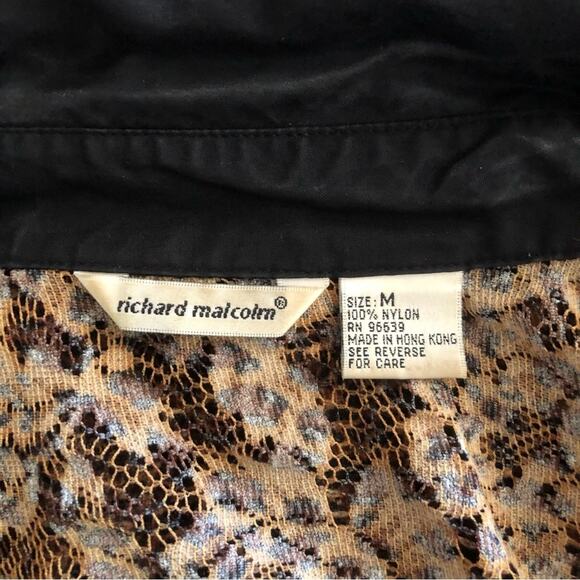 richard malcolm®
SIZE: M
100% NYLON
RN 96639
MADE IN HONG KONG
SEE REVERSE
FOR CARE